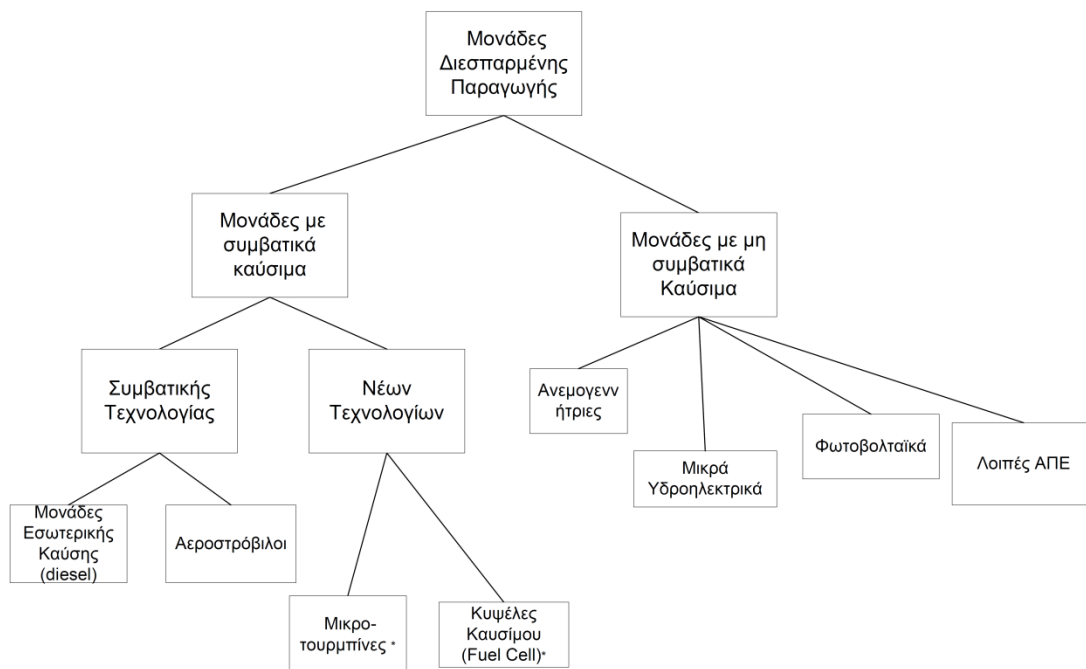 Μονάδες
Διεσπαρμένης
Παραγωγής
Μονάδες με
συμβατικά
καύσιμα
Μονάδες με μη
συμβατικά
Καύσιμα
Συμβατικής
Τεχνολογίας
Νέων
Τεχνολογίων
Ανεμογενν
ήτριες
Μικρά
Υδροηλεκτρικά
Φωτοβολταϊκά
Λοιπές ΑΠΕ
Μονάδες
Εσωτερικής
Καύσης
(diesel)
Αεροστρόβιλοι
Μικρο-
τουρμπίνες *
Κυψέλες
Καυσίμου
(Fuel Cell)*